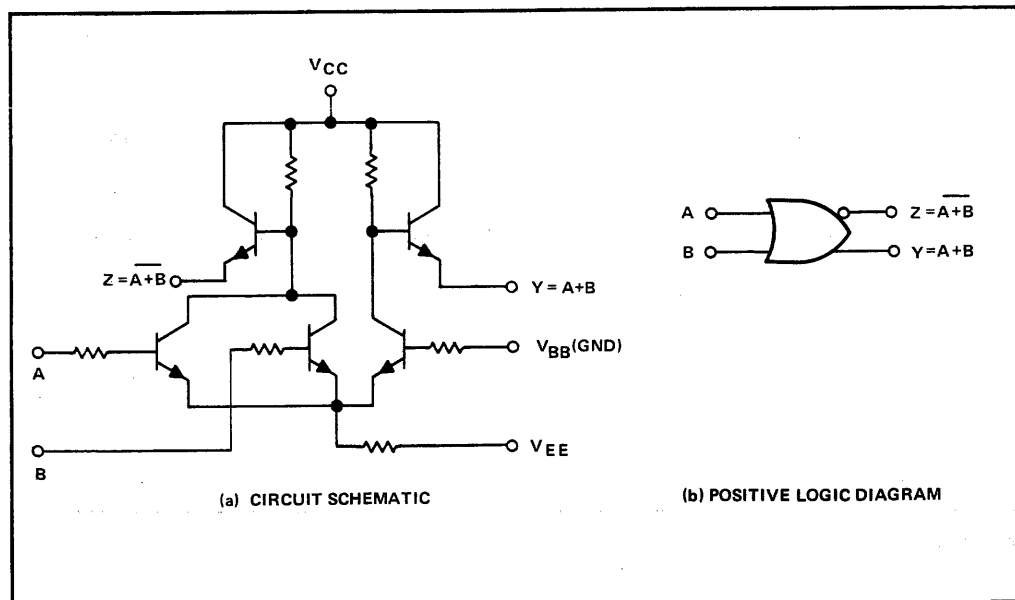 VCC
Z = A+B
Y = A+B
A
VBB(GND)
B
VEE
(a) CIRCUIT SCHEMATIC
A
B
Z = A+B
Y = A+B
(b) POSITIVE LOGIC DIAGRAM